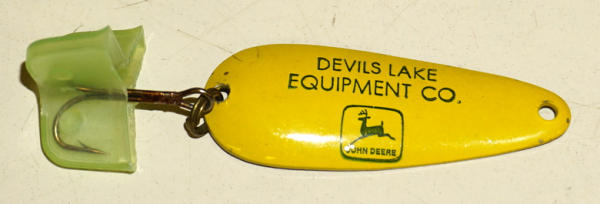 DEVILS LAKE
EQUIPMENT CO.
JOHN DEERE